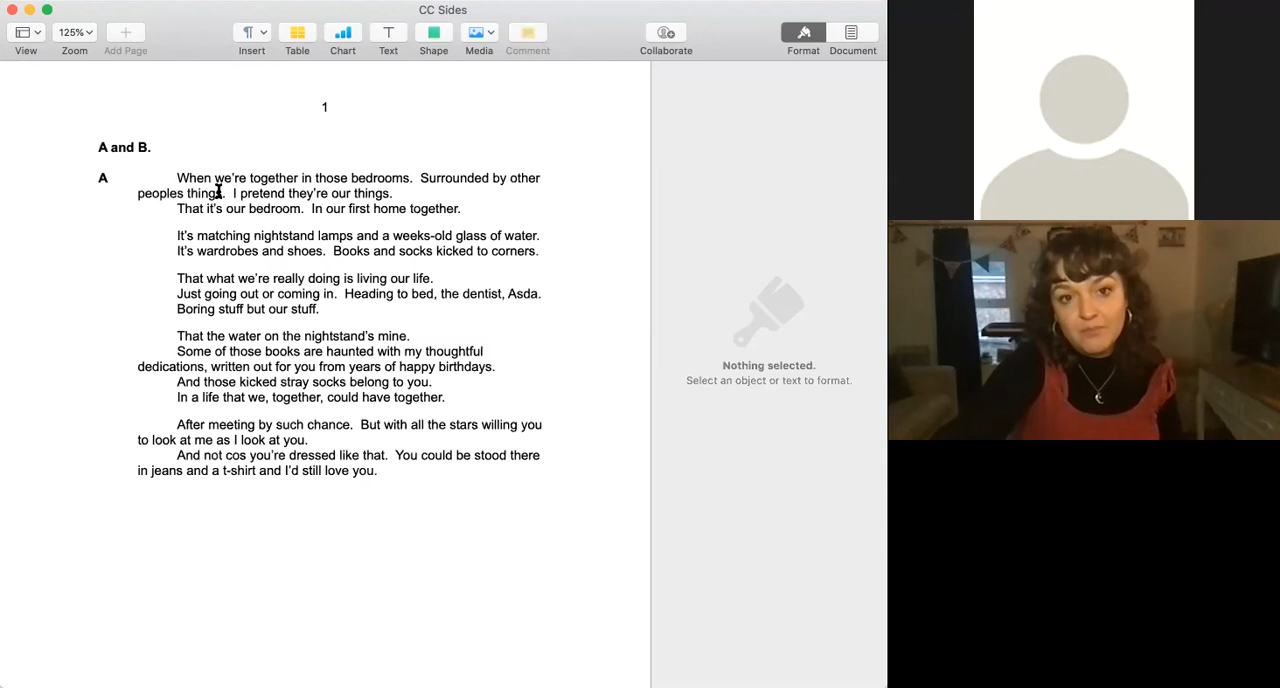 CC Sides
125%
View
Zoom
Add Page
Insert
Table
Chart
Text
Shape
Media
Comment
Collaborate
Format
Document
1
A and B.
A When we're together in those bedrooms. Surrounded by other
peoples things. I pretend they're our things.
That it's our bedroom. In our first home together.
It's matching nightstand lamps and a weeks-old glass of water.
It's wardrobes and shoes. Books and socks kicked to corners.
That what we're really doing is living our life.
Just going out or coming in. Heading to bed, the dentist, Asda.
Boring stuff but our stuff.
That the water on the nightstand's mine.
Some of those books are haunted with my thoughtful
dedications, written out for you from years of happy birthdays.
And those kicked stray socks belong to you.
In a life that we, together, could have together.
After meeting by such chance. But with all the stars willing you
to look at me as I look at you.
And not cos you're dressed like that. You could be stood there
in jeans and a t-shirt and I'd still love you.
Nothing selected.
Select an object or text to format.